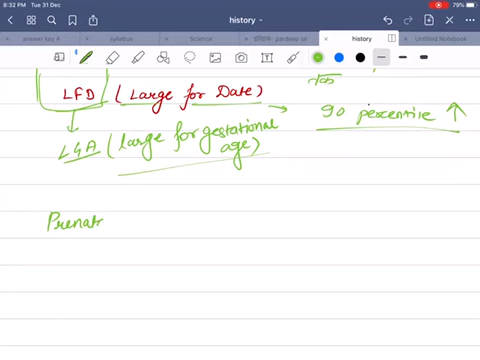 8:32 PM Tue 31 Dec
79%
history
answer key A
syllabus
Science
history
Untitled Notebook
LFD (Large for Date)
90 percentile ↑
LGA (large for gestational
age)
Prenat